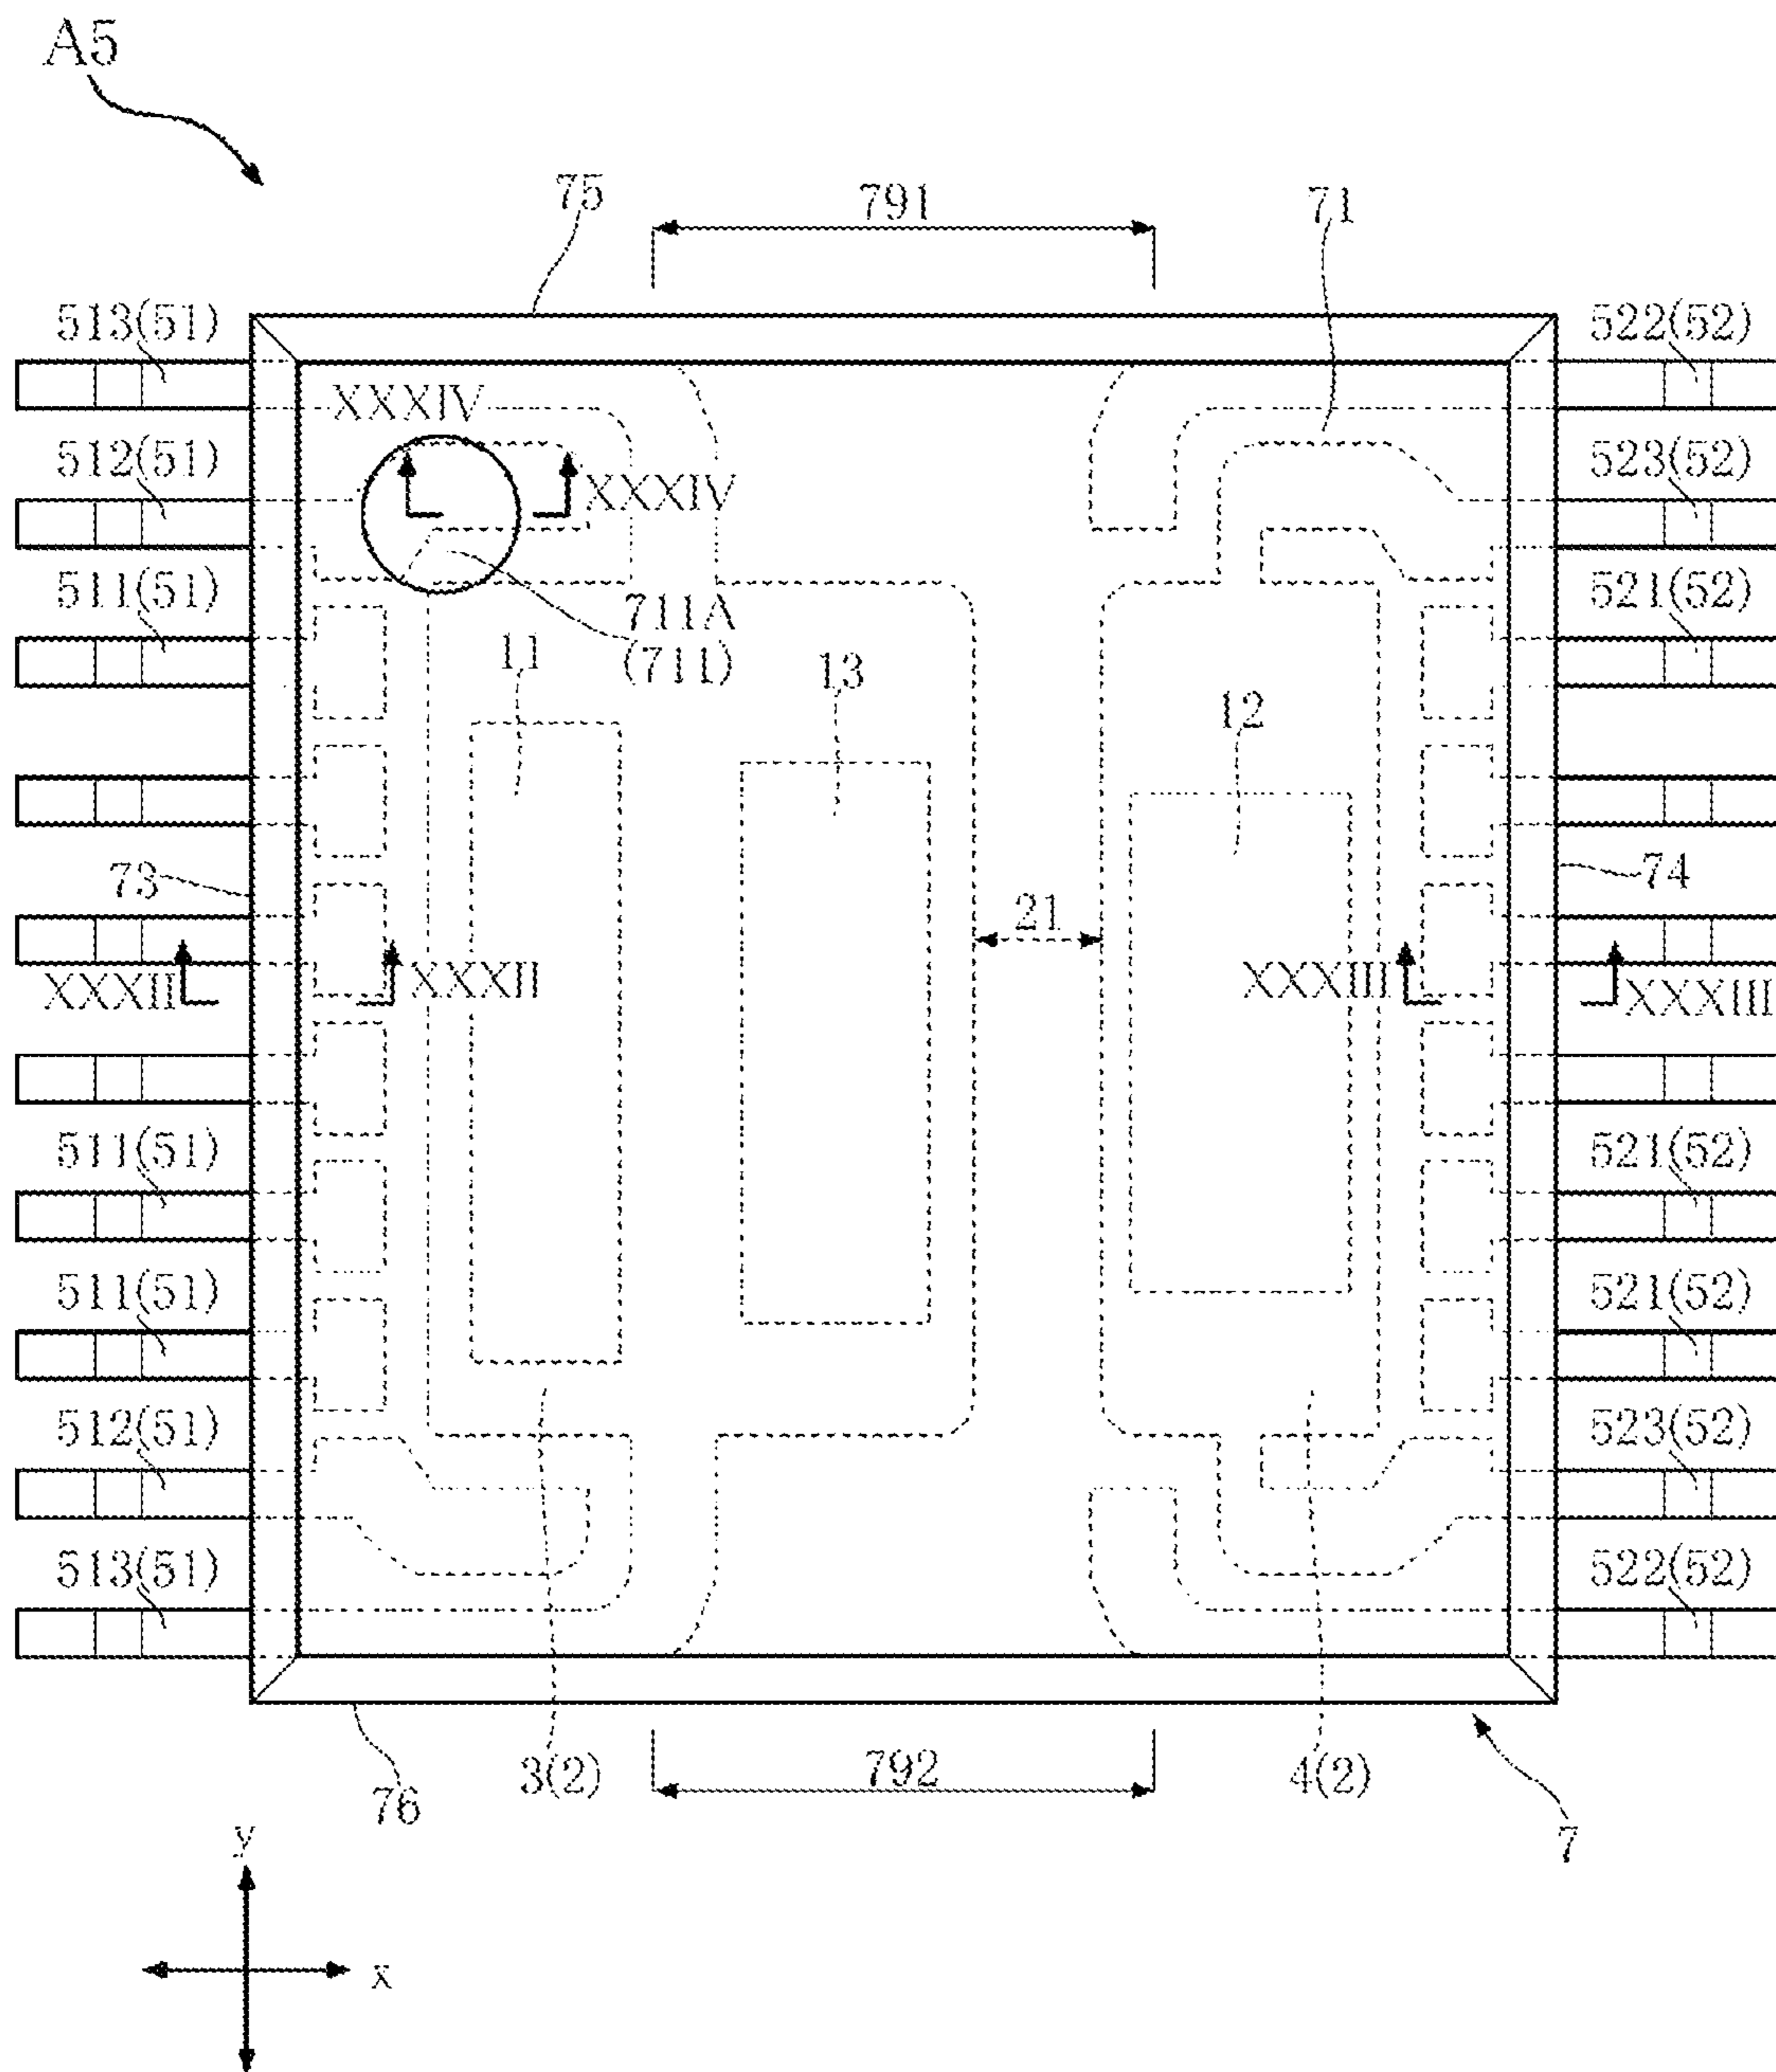 A5
75
791
71
513(51)
522(52)
XXXIV
512(51)
XXXIV
523(52)
511(51)
711A
(711)
521(52)
11
13
12
73
21
74
XXXII
XXXII
XXXIII
XXXIII
511(51)
521(52)
511(51)
521(52)
512(51)
523(52)
513(51)
522(52)
3(2)
792
4(2)
76
7
y
x